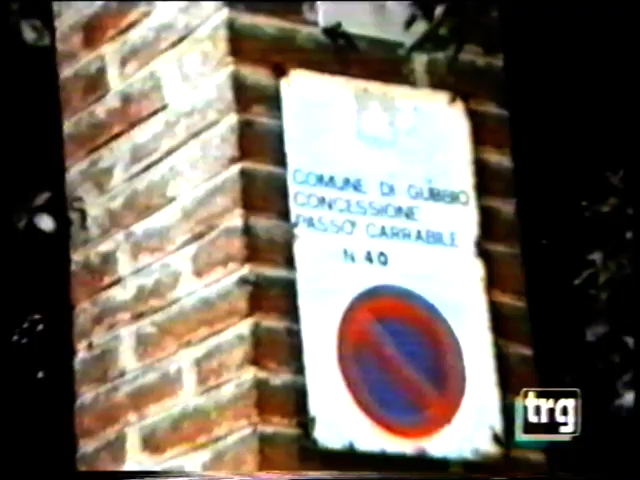 COMUNE DI GUBBIO
CONCESSIONE
PASSO CARRABILE
N 40
trg